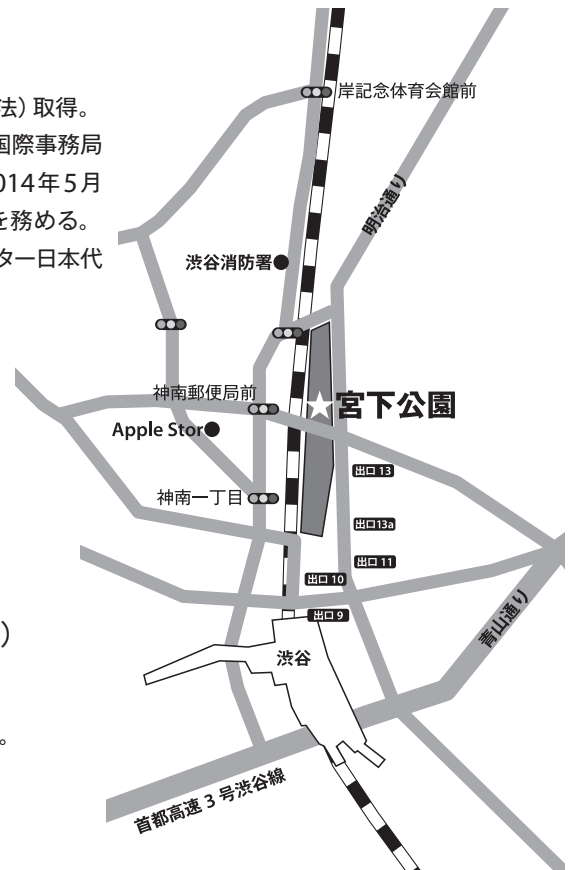 法）取得。
国際事務局
014年5月
を務める。
ター日本代
）
。
岸記念体育会館前
明治通り
渋谷消防署
神南郵便局前
宮下公園
Apple Stor
出口 13
神南一丁目
出口13a
出口 11
出口 10
出口 9
渋谷
青山通り
首都高速 3 号渋谷線